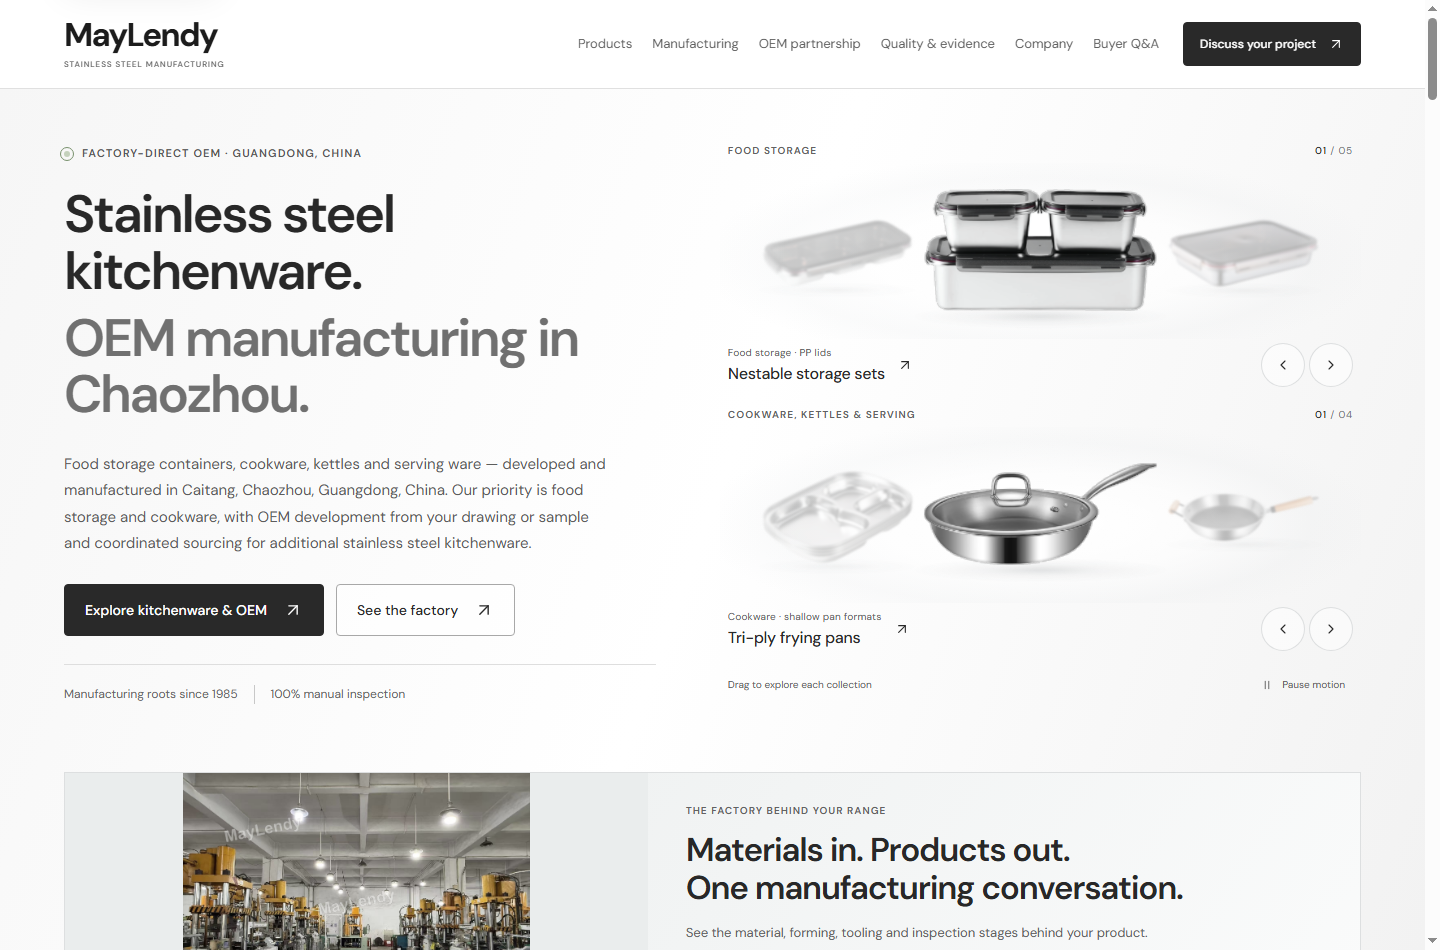 MayLendy
STAINLESS STEEL MANUFACTURING
Products
Manufacturing
OEM partnership
Quality & evidence
Company
Buyer Q&A
Discuss your project
FACTORY-DIRECT OEM · GUANGDONG, CHINA
Stainless steel
kitchenware.
OEM manufacturing in
Chaozhou.
Food storage containers, cookware, kettles and serving ware — developed and
manufactured in Caitang, Chaozhou, Guangdong, China. Our priority is food
storage and cookware, with OEM development from your drawing or sample
and coordinated sourcing for additional stainless steel kitchenware.
Explore kitchenware & OEM
See the factory
Manufacturing roots since 1985
100% manual inspection
FOOD STORAGE
01 / 05
Food storage · PP lids
Nestable storage sets
COOKWARE, KETTLES & SERVING
01 / 04
Cookware · shallow pan formats
Tri-ply frying pans
Drag to explore each collection
Pause motion
MayLendy
MayLendy
THE FACTORY BEHIND YOUR RANGE
Materials in. Products out.
One manufacturing conversation.
See the material, forming, tooling and inspection stages behind your product.